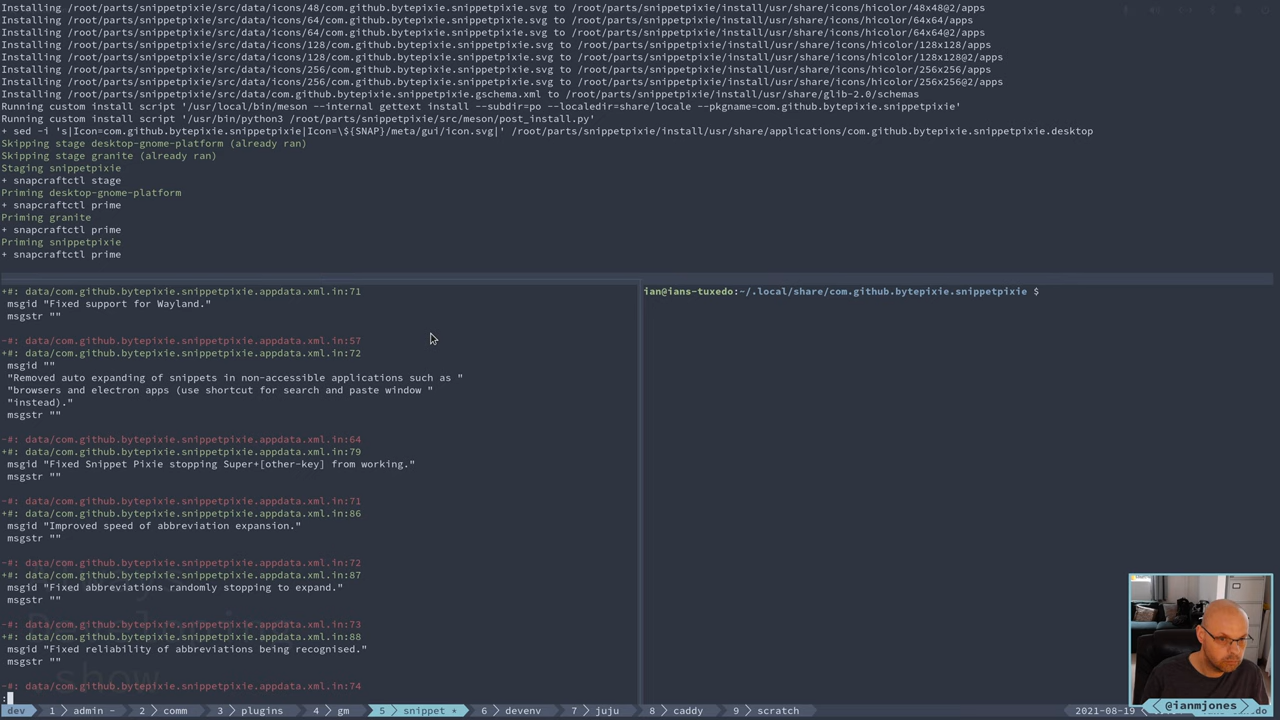 Installing /root/parts/snippetpixie/src/data/icons/48/com.github.bytepixie.snippetpixie.svg to /root/parts/snippetpixie/install/usr/share/icons/hicolor/48x48@2/apps
Installing /root/parts/snippetpixie/src/data/icons/64/com.github.bytepixie.snippetpixie.svg to /root/parts/snippetpixie/install/usr/share/icons/hicolor/64x64/apps
Installing /root/parts/snippetpixie/src/data/icons/64/com.github.bytepixie.snippetpixie.svg to /root/parts/snippetpixie/install/usr/share/icons/hicolor/64x64@2/apps
Installing /root/parts/snippetpixie/src/data/icons/128/com.github.bytepixie.snippetpixie.svg to /root/parts/snippetpixie/install/usr/share/icons/hicolor/128x128/apps
Installing /root/parts/snippetpixie/src/data/icons/128/com.github.bytepixie.snippetpixie.svg to /root/parts/snippetpixie/install/usr/share/icons/hicolor/128x128@2/apps
Installing /root/parts/snippetpixie/src/data/icons/256/com.github.bytepixie.snippetpixie.svg to /root/parts/snippetpixie/install/usr/share/icons/hicolor/256x256/apps
Installing /root/parts/snippetpixie/src/data/icons/256/com.github.bytepixie.snippetpixie.svg to /root/parts/snippetpixie/install/usr/share/icons/hicolor/256x256@2/apps
Installing /root/parts/snippetpixie/src/data/com.github.bytepixie.snippetpixie.gschema.xml to /root/parts/snippetpixie/install/usr/share/glib-2.0/schemas
Running custom install script '/usr/local/bin/meson --internal gettext install --subdir=po --localedir=share/locale --pkgname=com.github.bytepixie.snippetpixie'
Running custom install script '/usr/bin/python3 /root/parts/snippetpixie/src/meson/post_install.py'
+ sed -i 's|Icon=com.github.bytepixie.snippetpixie|Icon=\${SNAP}/meta/gui/icon.svg|' /root/parts/snippetpixie/install/usr/share/applications/com.github.bytepixie.snippetpixie.desktop
Skipping stage desktop-gnome-platform (already ran)
Skipping stage granite (already ran)
Staging snippetpixie
+ snapcraftctl stage
Priming desktop-gnome-platform
+ snapcraftctl prime
Priming granite
+ snapcraftctl prime
Priming snippetpixie
+ snapcraftctl prime
+#: data/com.github.bytepixie.snippetpixie.appdata.xml.in:71
msgid "Fixed support for Wayland."
msgstr ""
-#: data/com.github.bytepixie.snippetpixie.appdata.xml.in:57
+#: data/com.github.bytepixie.snippetpixie.appdata.xml.in:72
msgid ""
"Removed auto expanding of snippets in non-accessible applications such as "
"browsers and electron apps (use shortcut for search and paste window "
"instead)."
msgstr ""
-#: data/com.github.bytepixie.snippetpixie.appdata.xml.in:64
+#: data/com.github.bytepixie.snippetpixie.appdata.xml.in:79
msgid "Fixed Snippet Pixie stopping Super+[other-key] from working."
msgstr ""
-#: data/com.github.bytepixie.snippetpixie.appdata.xml.in:71
+#: data/com.github.bytepixie.snippetpixie.appdata.xml.in:86
msgid "Improved speed of abbreviation expansion."
msgstr ""
-#: data/com.github.bytepixie.snippetpixie.appdata.xml.in:72
+#: data/com.github.bytepixie.snippetpixie.appdata.xml.in:87
msgid "Fixed abbreviations randomly stopping to expand."
msgstr ""
-#: data/com.github.bytepixie.snippetpixie.appdata.xml.in:73
+#: data/com.github.bytepixie.snippetpixie.appdata.xml.in:88
msgid "Fixed reliability of abbreviations being recognised."
msgstr ""
-#: data/com.github.bytepixie.snippetpixie.appdata.xml.in:74
:
show
ian@ians-tuxedo:~/.local/share/com.github.bytepixie.snippetpixie $
dev 1 > admin - 2 > comm 3 > plugins 4 > gm 5 > snippet * 6 > devenv 7 > juju 8 > caddy 9 > scratch 2021-08-19
@ianmjones